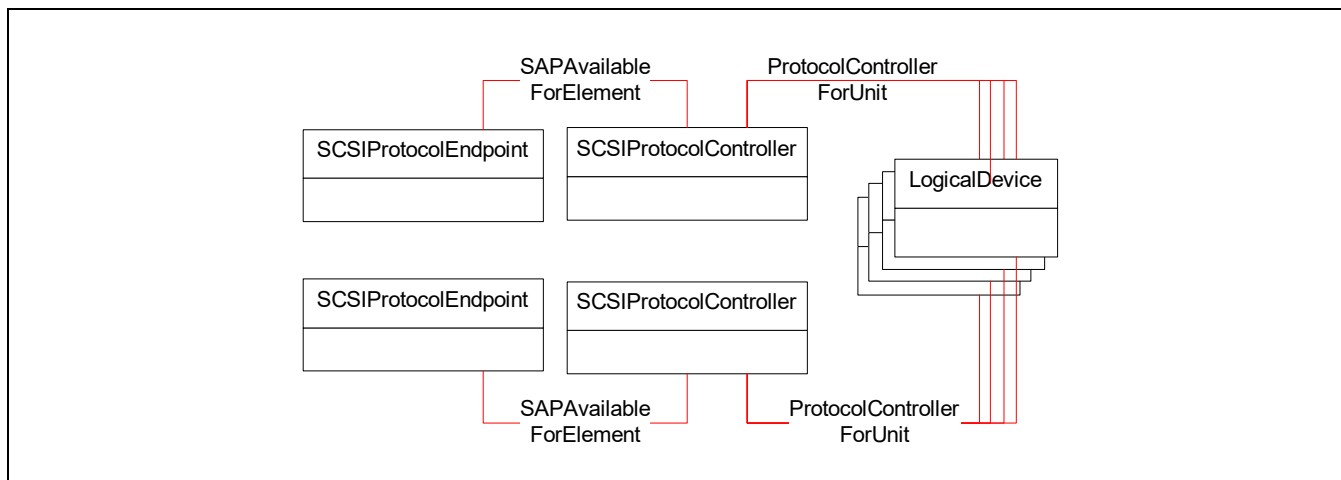 SAPAvailable
ForElement
ProtocolController
ForUnit
SCSIProtocolEndpoint
SCSIProtocolController
LogicalDevice
SCSIProtocolEndpoint
SCSIProtocolController
SAPAvailable
ForElement
ProtocolController
ForUnit